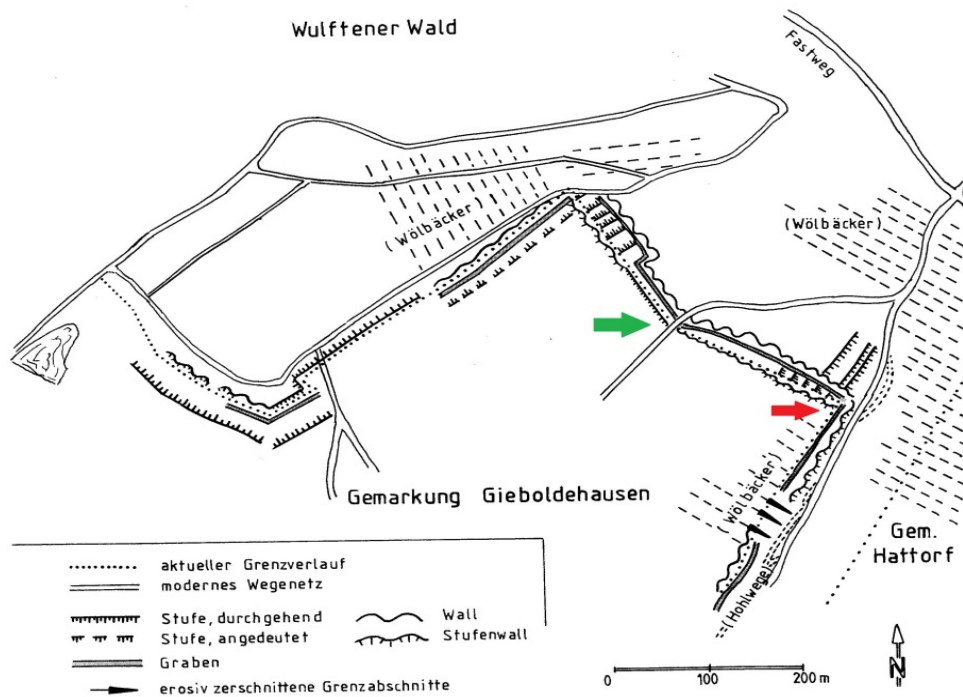 Wulftener Wald
Fastweg
(Wölbäcker)
(Wölbäcker)
Gemarkung Gieboldehausen
(Wölbäcker)
Gem.
Hattorf
=(Hohlwege)
.......... aktueller Grenzverlauf
modernes Wegenetz
Stufe, durchgehend
Wall
Stufe, angedeutet
Stufenwall
Graben
erosiv zerschnittene Grenzabschnitte
0 100 200 m
N